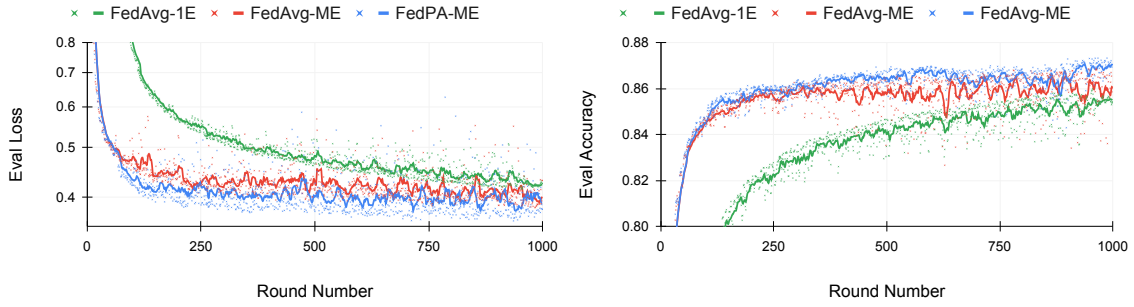 FedAvg-1E FedAvg-ME FedPA-ME
Eval Loss
0.8
0.7
0.6
0.5
0.4
0 250 500 750 1000
Round Number
FedAvg-1E FedAvg-ME FedAvg-ME
Eval Accuracy
0.88
0.86
0.84
0.82
0.80
0 250 500 750 1000
Round Number